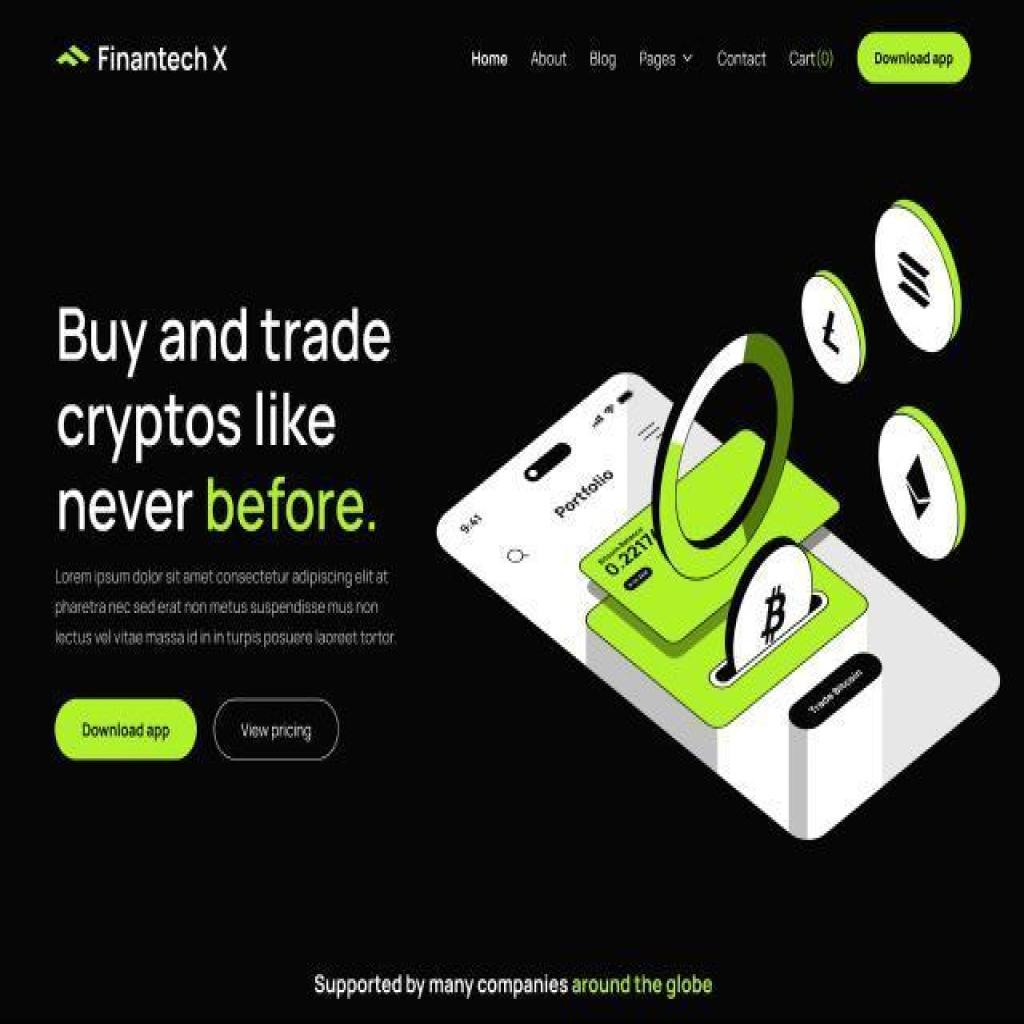 Finantech X
Home About Blog Pages Contact Cart(0) Download app
Buy and trade
cryptos like
never before.
Lorem ipsum dolor sit amet consectetur adipiscing elit at
pharetra nec sed erat non metus suspendisse mus non
lectus vel vitae massa id in in turpis posuere laoreet tortor.
Download app View pricing
9:41
Portfolio
Bitcoin Balance
0.2217
Trade Bitcoin
Supported by many companies around the globe